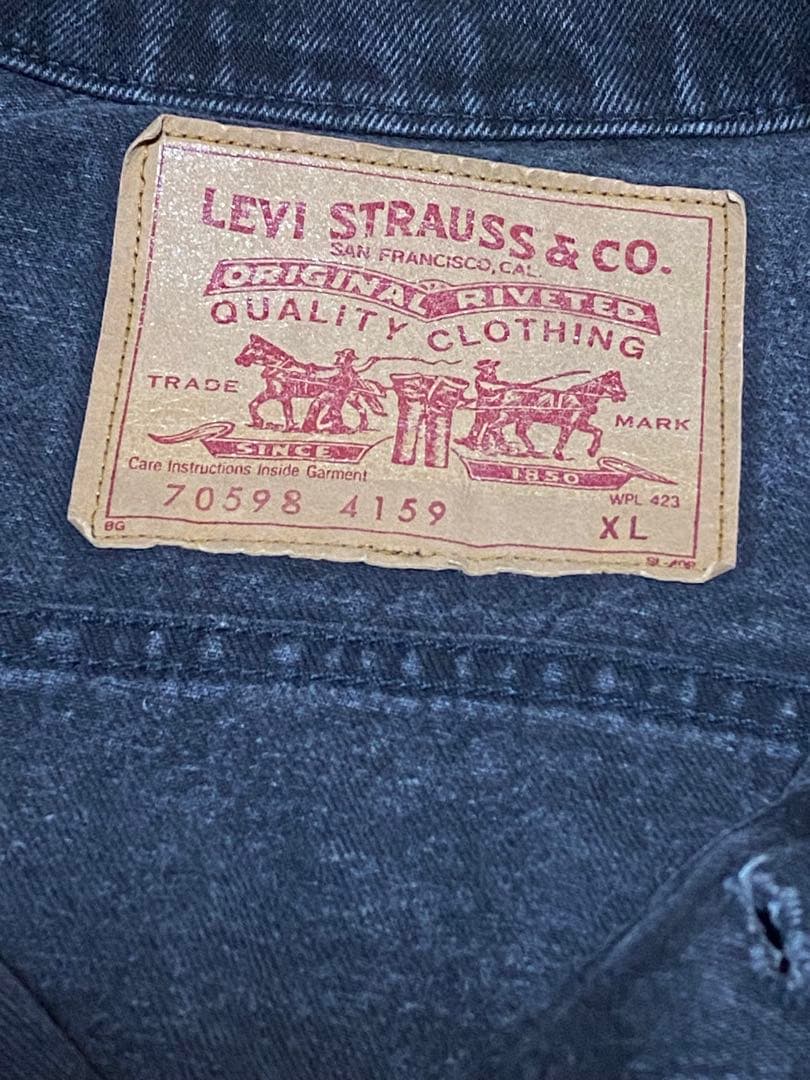 LEVI STRAUSS & CO.
SAN FRANCISCO, CAL.
ORIGINAL RIVETED
QUALITY CLOTHING
TRADE MARK
SINCE 1850
Care Instructions Inside Garment
WPL 423
70598 4159 XL
BG